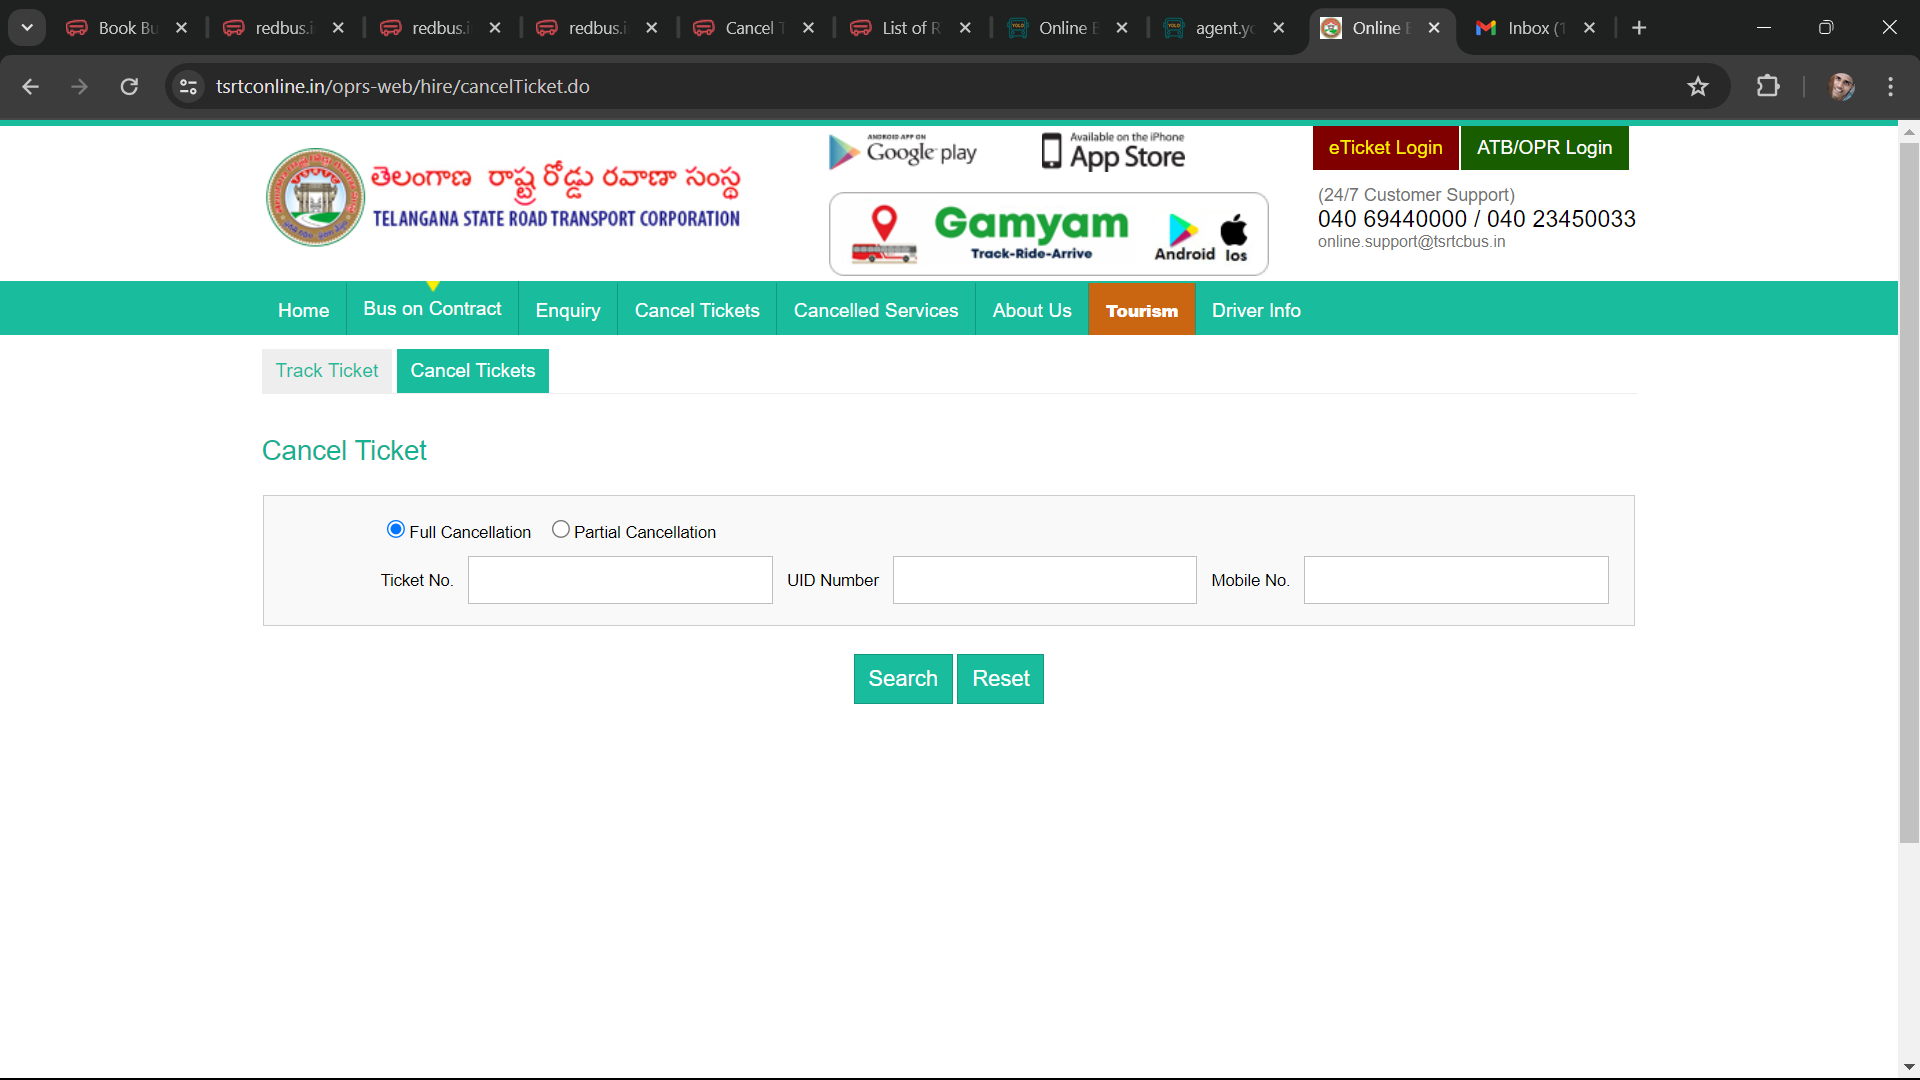 Book Bu
redbus.i
redbus.i
redbus.i
Cancel T
List of R
Online B
agent.yo
Online B
Inbox (1
tsrtconline.in/oprs-web/hire/cancelTicket.do
తెలంగాణ రాష్ట్ర రోడ్డు రవాణా సంస్థ
TELANGANA STATE ROAD TRANSPORT CORPORATION
ANDROID APP ON
Google play
Available on the iPhone
App Store
Gamyam
Track-Ride-Arrive
Android
Ios
eTicket Login
ATB/OPR Login
(24/7 Customer Support)
040 69440000 / 040 23450033
online.support@tsrtcbus.in
Home
Bus on Contract
Enquiry
Cancel Tickets
Cancelled Services
About Us
Tourism
Driver Info
Track Ticket
Cancel Tickets
Cancel Ticket
Full Cancellation
Partial Cancellation
Ticket No.
UID Number
Mobile No.
Search
Reset